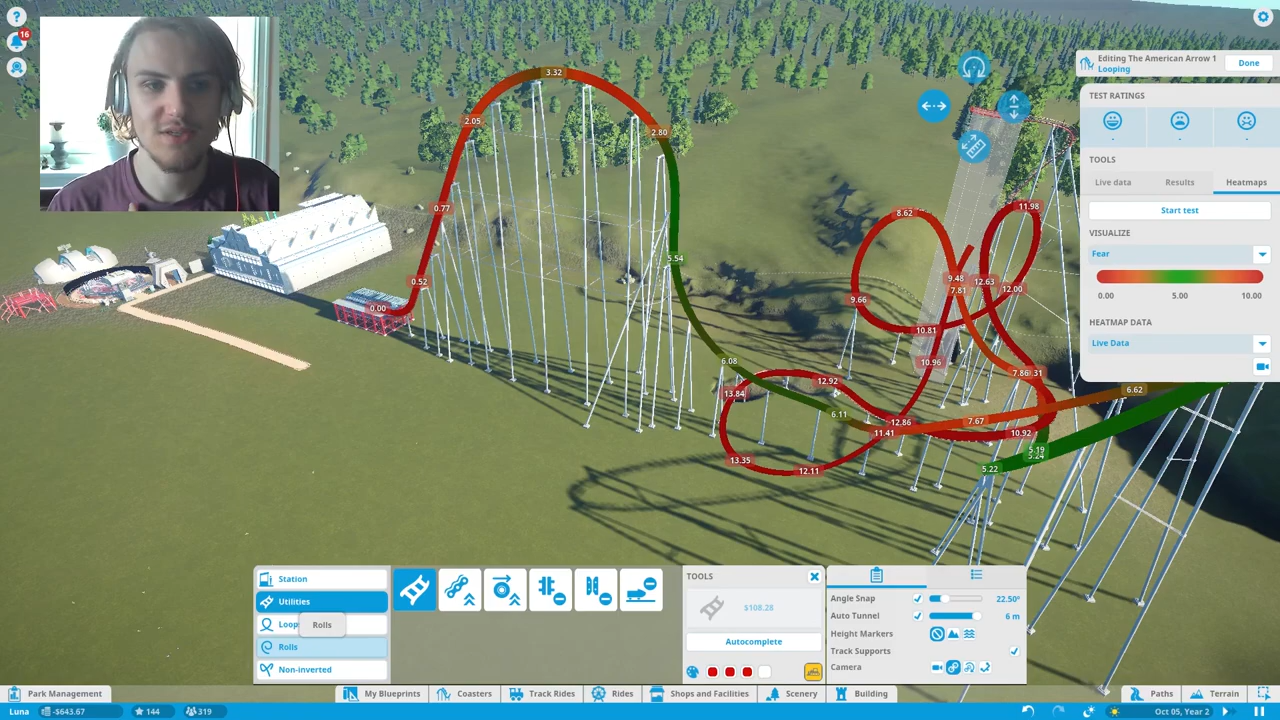 ?
16
Editing The American Arrow 1
Looping
Done
TEST RATINGS
-
-
-
TOOLS
Live data
Results
Heatmaps
Start test
VISUALIZE
Fear
0.00
5.00
10.00
HEATMAP DATA
Live Data
3.32
2.05
2.80
0.77
0.52
0.00
5.54
8.62
11.98
9.48
12.63
7.81
12.00
9.66
10.81
10.96
6.08
7.86
.31
12.92
13.84
6.62
6.11
12.86
7.67
11.41
10.92
5.19
5.24
5.22
13.35
12.11
Station
Utilities
Loop
Rolls
Rolls
Non-inverted
TOOLS
$108.28
Autocomplete
Angle Snap
22.50°
Auto Tunnel
6 m
Height Markers
Track Supports
Camera
Park Management
My Blueprints
Coasters
Track Rides
Rides
Shops and Facilities
Scenery
Building
Paths
Terrain
Luna
-$643.67
144
319
Oct 05, Year 2